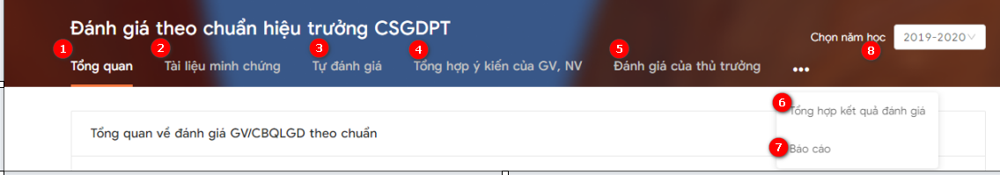 Đánh giá theo chuẩn hiệu trưởng CSGDPT
Chọn năm học 8 2019-2020
1 Tổng quan 2 Tài liệu minh chứng 3 Tự đánh giá 4 Tổng hợp ý kiến của GV, NV 5 Đánh giá của thủ trưởng •••
6 Tổng hợp kết quả đánh giá
7 Báo cáo
Tổng quan về đánh giá GV/CBQLGD theo chuẩn